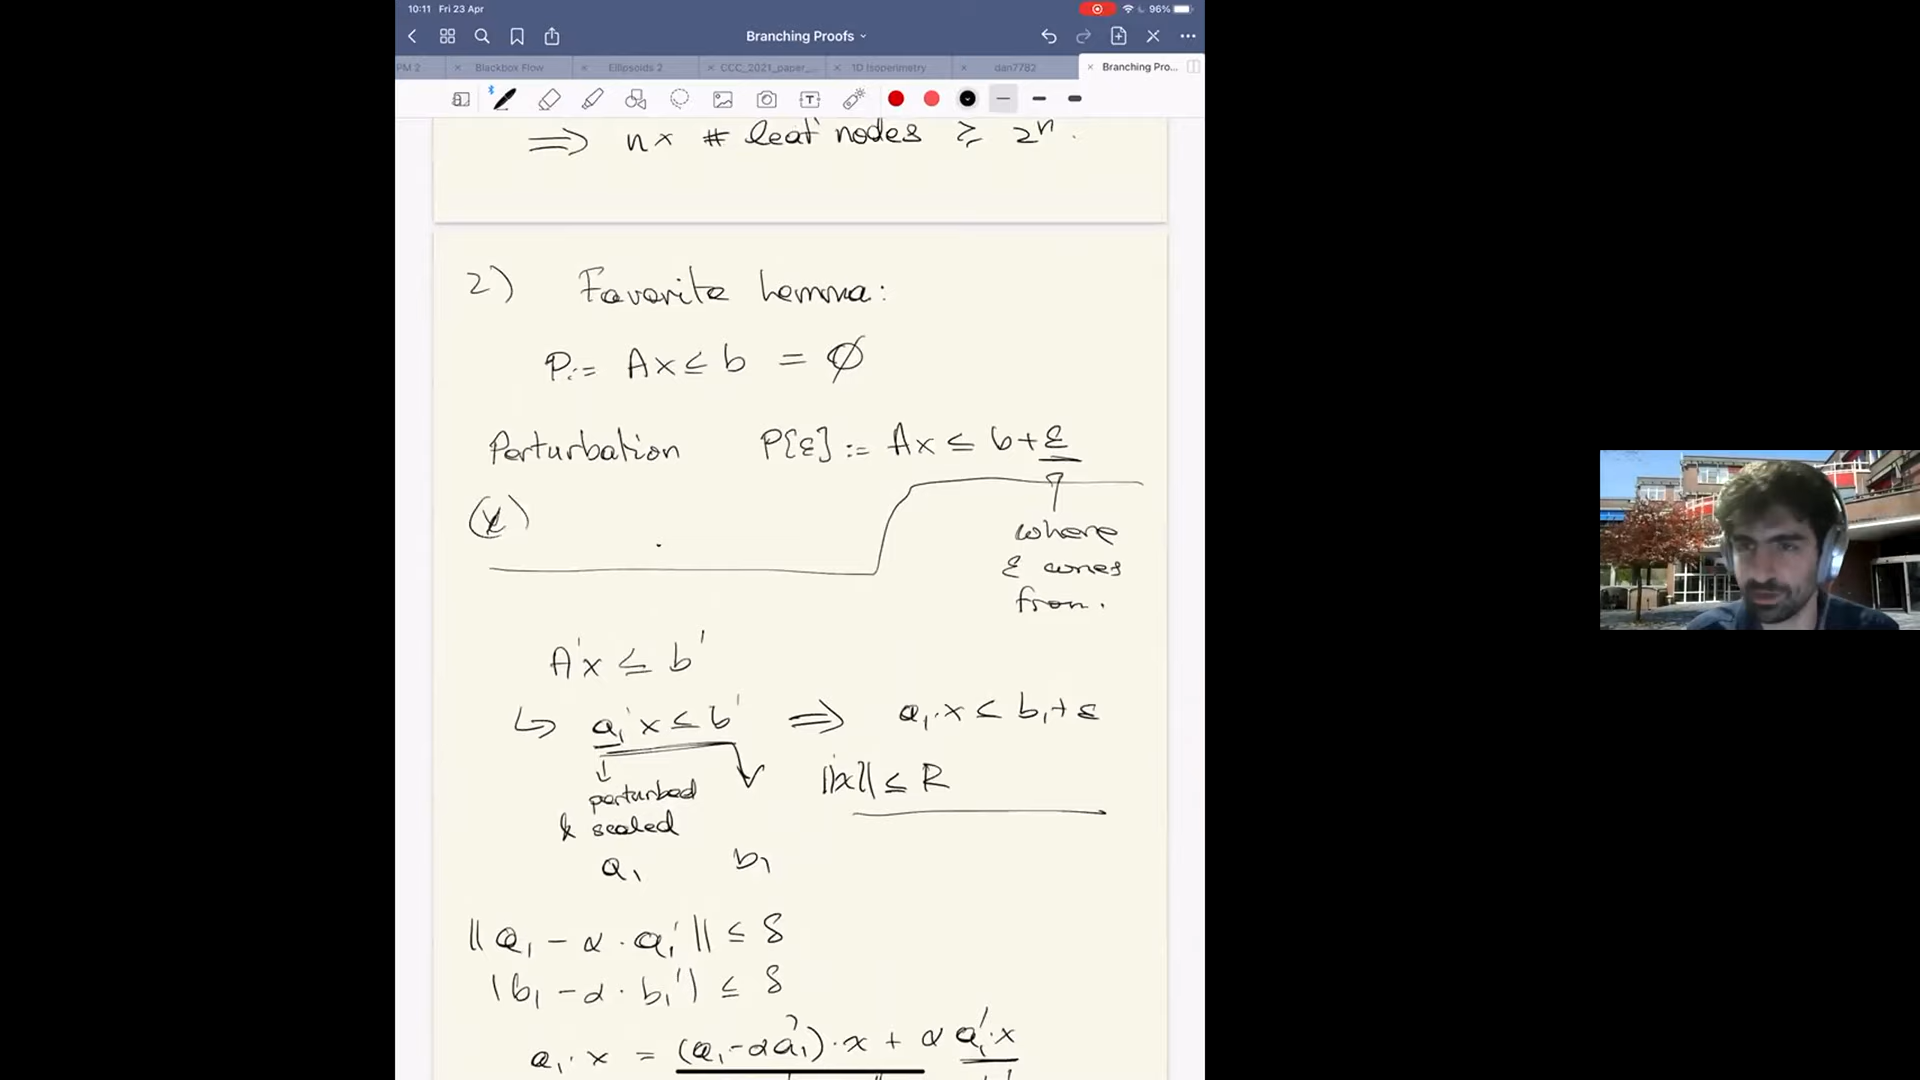 10:11 Fri 23 Apr
96%
Branching Proofs
PM 2
Blackbox Flow
Ellipsoids 2
CCC_2021_paper_...
1D Isoperimetry
dan7782
Branching Pro...
⟹ n× # leaf nodes ≥ 2ⁿ.
2) Favorite Lemma:
P:= Ax ≤ b = ∅
Perturbation P[ε] := Ax ≤ b+ε
where
ε comes
from.
A'x ≤ b'
↳ a₁'x ≤ b' ⟹ a₁·x ≤ b₁+ε
perturbed
& scaled
a₁ b₁
||x|| ≤ R
||a₁ - α·a₁'|| ≤ δ
|b₁ - α·b₁'| ≤ δ
a₁·x = (a₁-αa₁')·x + α a₁'·x